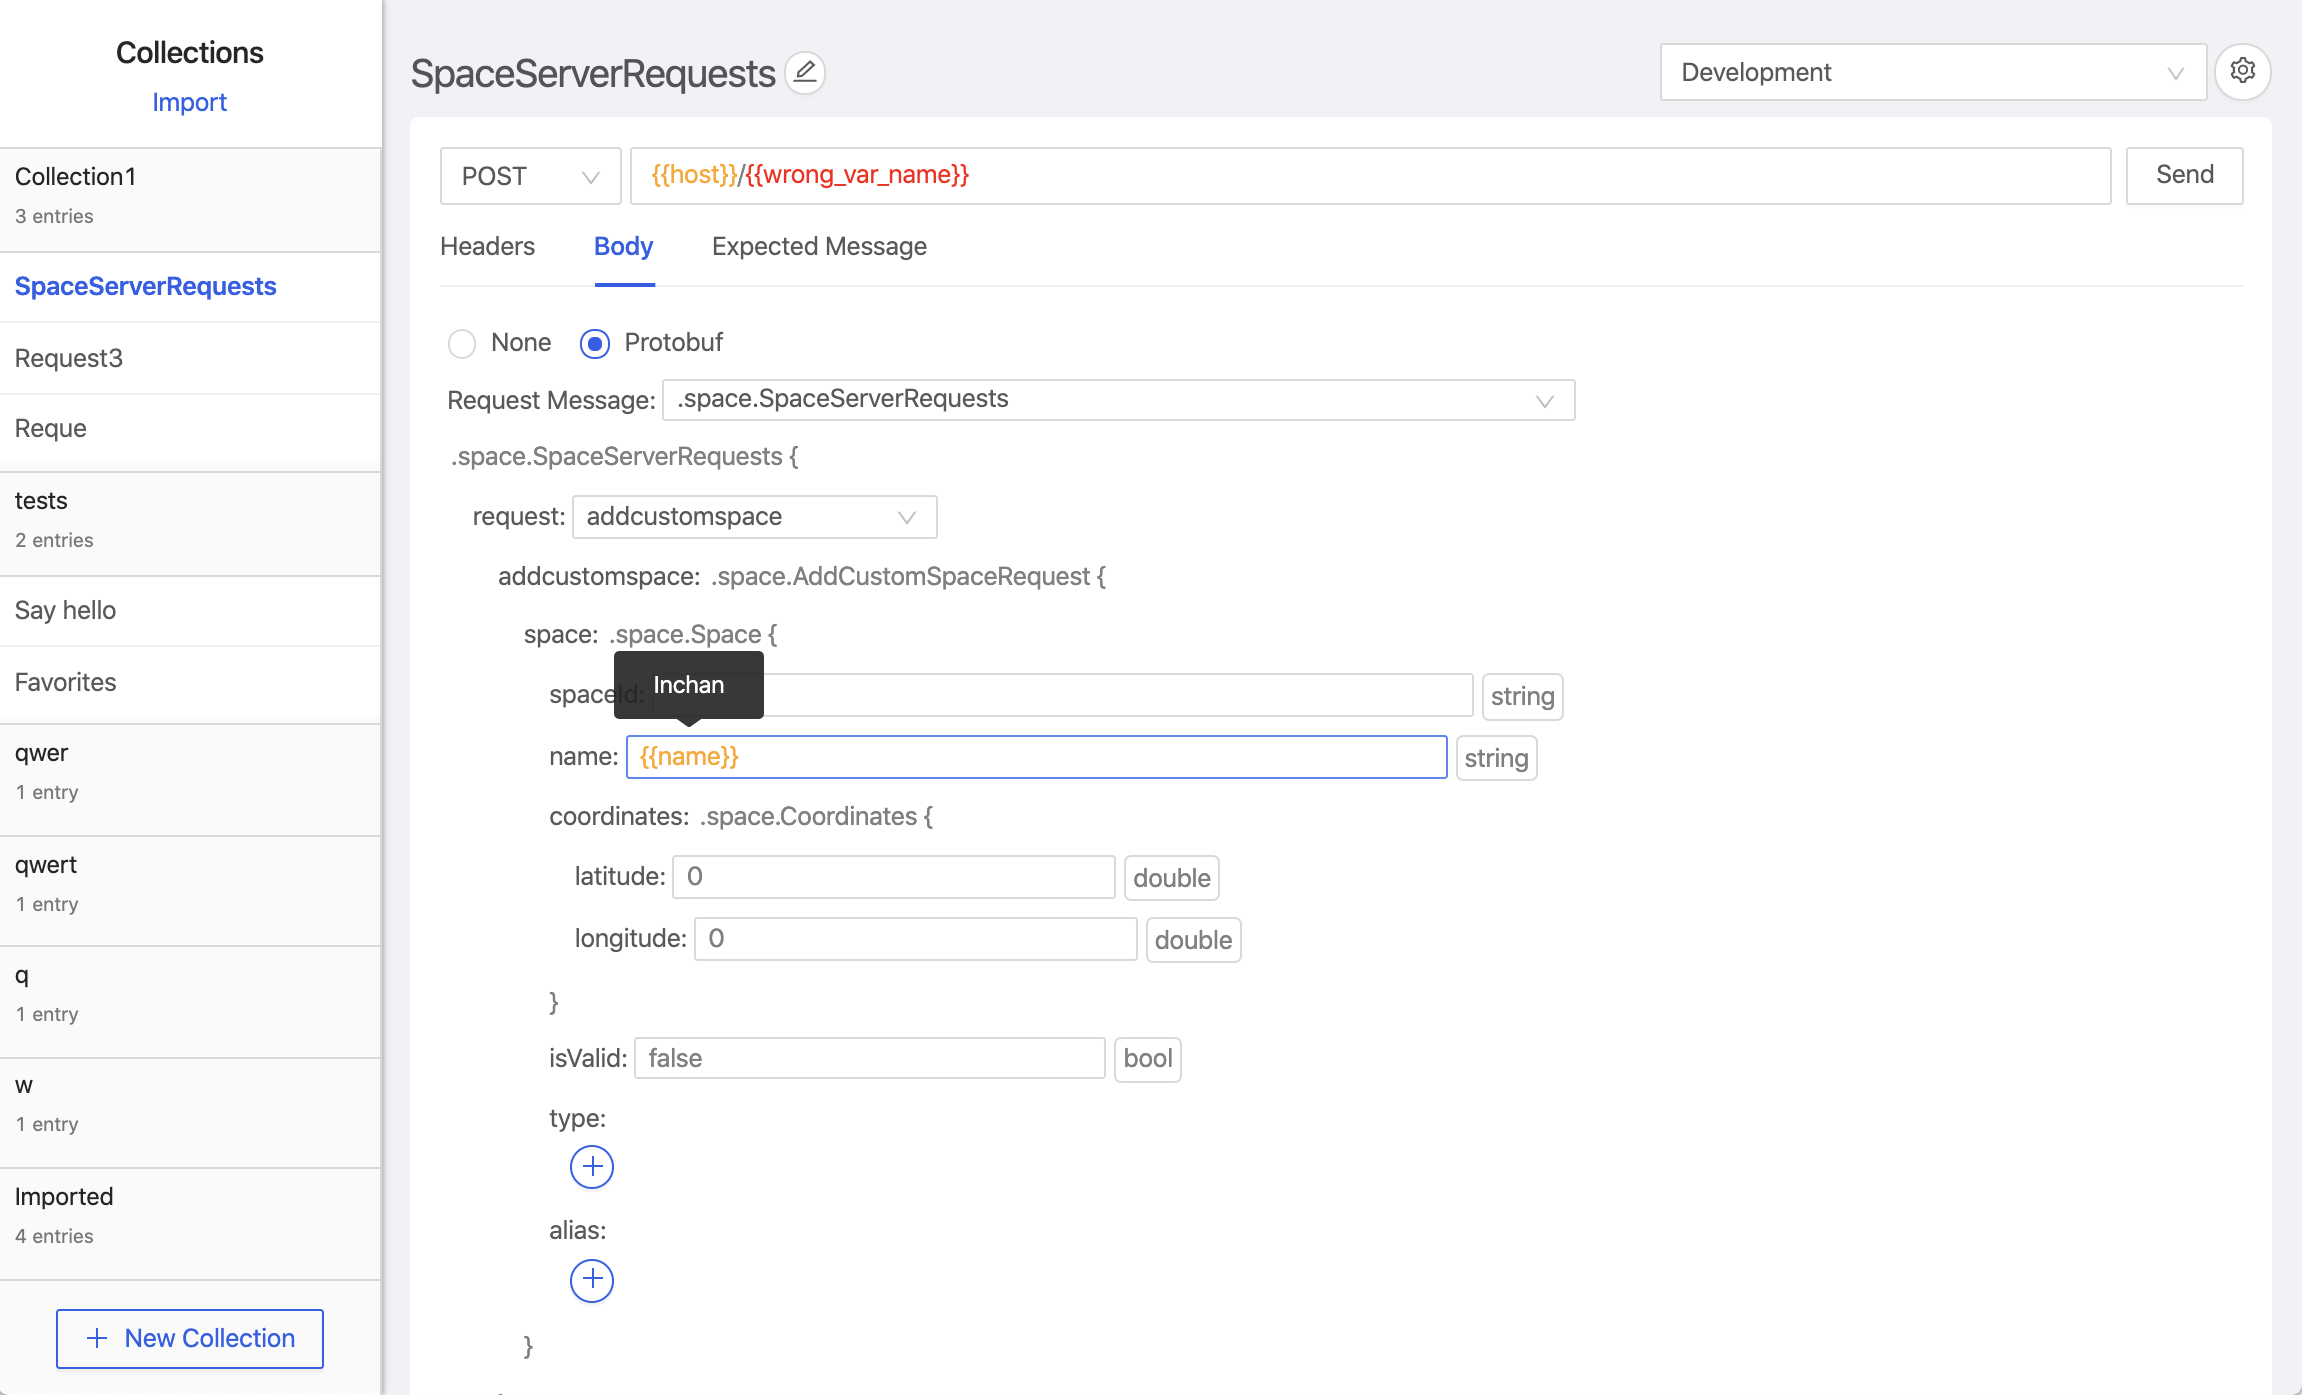 Collections
Import
Collection1
3 entries
SpaceServerRequests
Request3
Reque
tests
2 entries
Say hello
Favorites
qwer
1 entry
qwert
1 entry
q
1 entry
w
1 entry
Imported
4 entries
New Collection
SpaceServerRequests
Development
POST
{{host}}/{{wrong_var_name}}
Send
Headers Body Expected Message
None Protobuf
Request Message: .space.SpaceServerRequests
.space.SpaceServerRequests {
request: addcustomspace
addcustomspace: .space.AddCustomSpaceRequest {
space: .space.Space {
Inchan
spaceId: string
name: {{name}} string
coordinates: .space.Coordinates {
latitude: 0 double
longitude: 0 double
}
isValid: false bool
type:
alias:
}